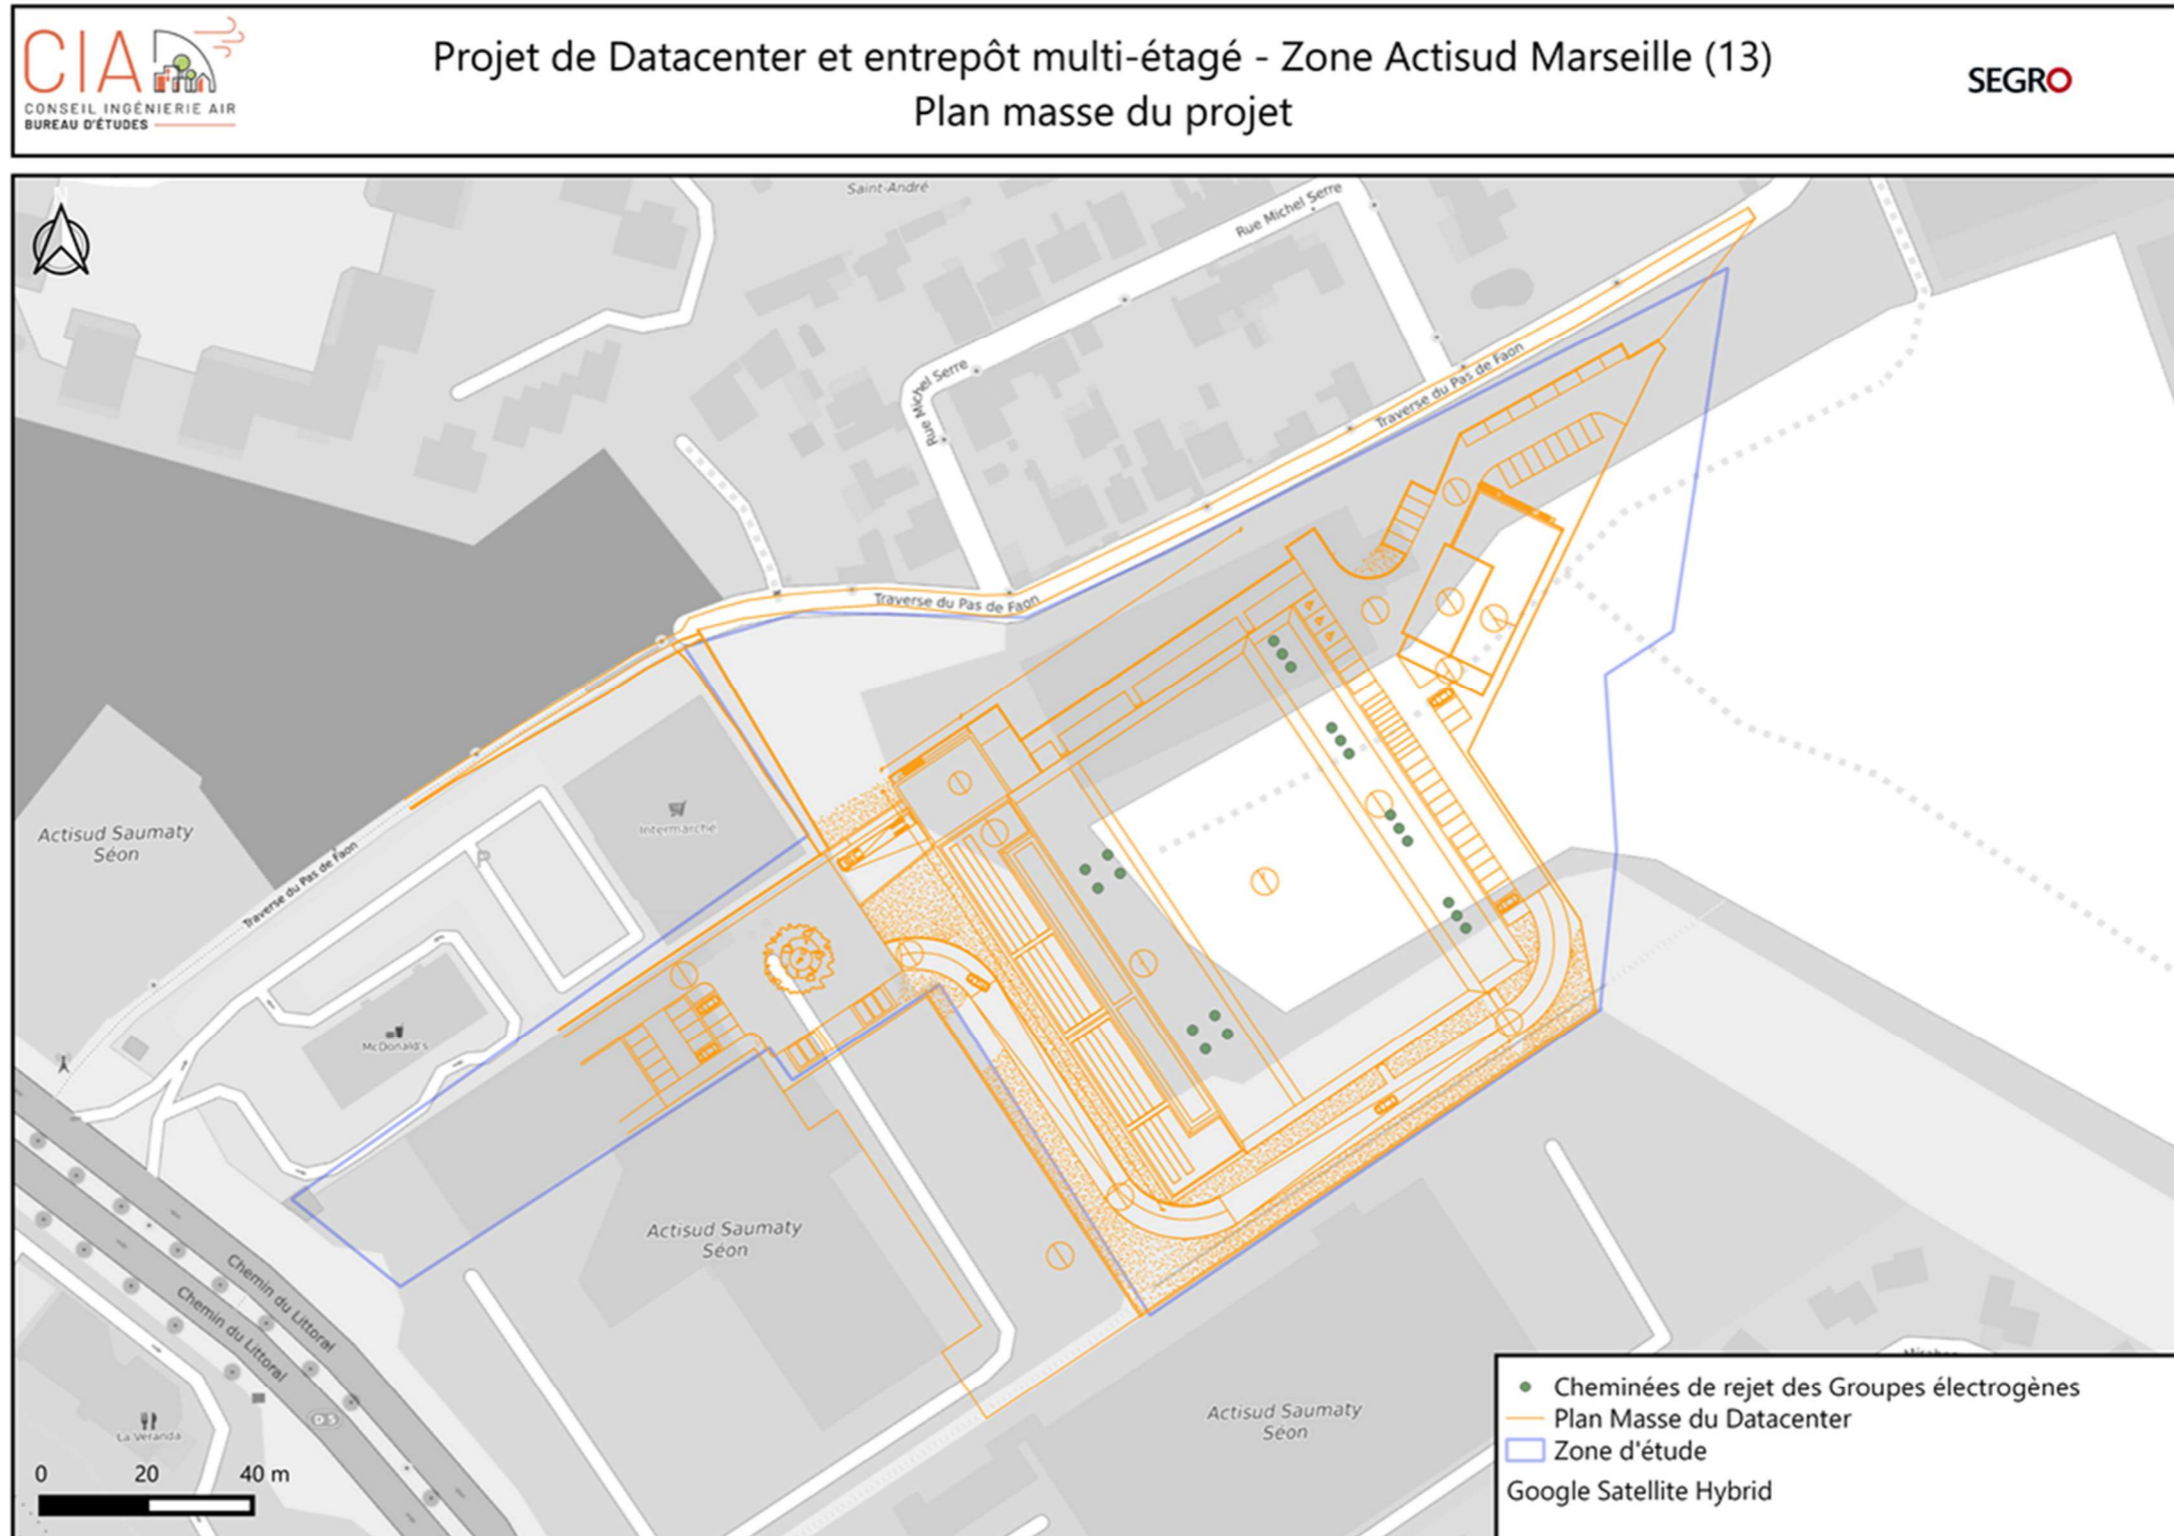 CIA
CONSEIL INGÉNIERIE AIR
BUREAU D'ÉTUDES
Projet de Datacenter et entrepôt multi-étagé - Zone Actisud Marseille (13)
Plan masse du projet
SEGRO
Saint-André
Rue Michel Serre
Rue Michel Serre
Traverse du Pas de Faon
Traverse du Pas de Faon
Intermarché
Actisud Saumaty
Séon
Traverse du Pas de Faon
P
McDonald's
Actisud Saumaty
Séon
Chemin du Littoral
Chemin du Littoral
Actisud Saumaty
Séon
D 5
La Véranda
0 20 40 m
Cheminées de rejet des Groupes électrogènes
Plan Masse du Datacenter
Zone d'étude
Google Satellite Hybrid